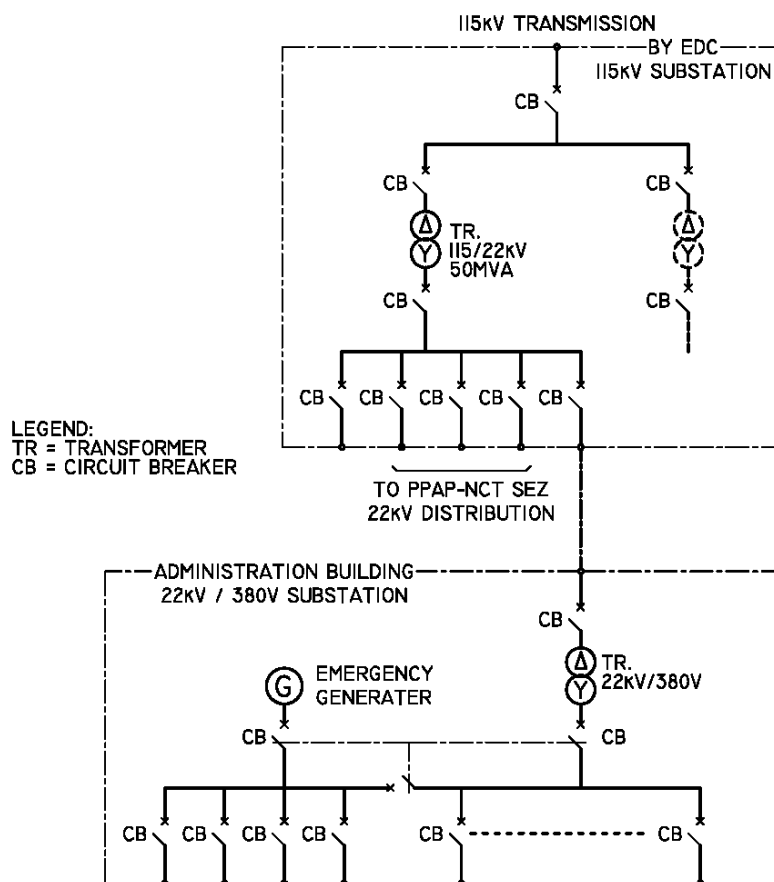 115kV TRANSMISSION
BY EDC
115kV SUBSTATION
CB
CB
CB
Δ
Y
TR.
115/22kV
50MVA
Δ
Y
CB
CB
CB
CB
CB
CB
CB
LEGEND:
TR = TRANSFORMER
CB = CIRCUIT BREAKER
TO PPAP-NCT SEZ
22kV DISTRIBUTION
ADMINISTRATION BUILDING
22kV / 380V SUBSTATION
CB
Δ
Y
TR.
22kV/380V
G
EMERGENCY
GENERATER
CB
CB
CB
CB
CB
CB
CB
CB